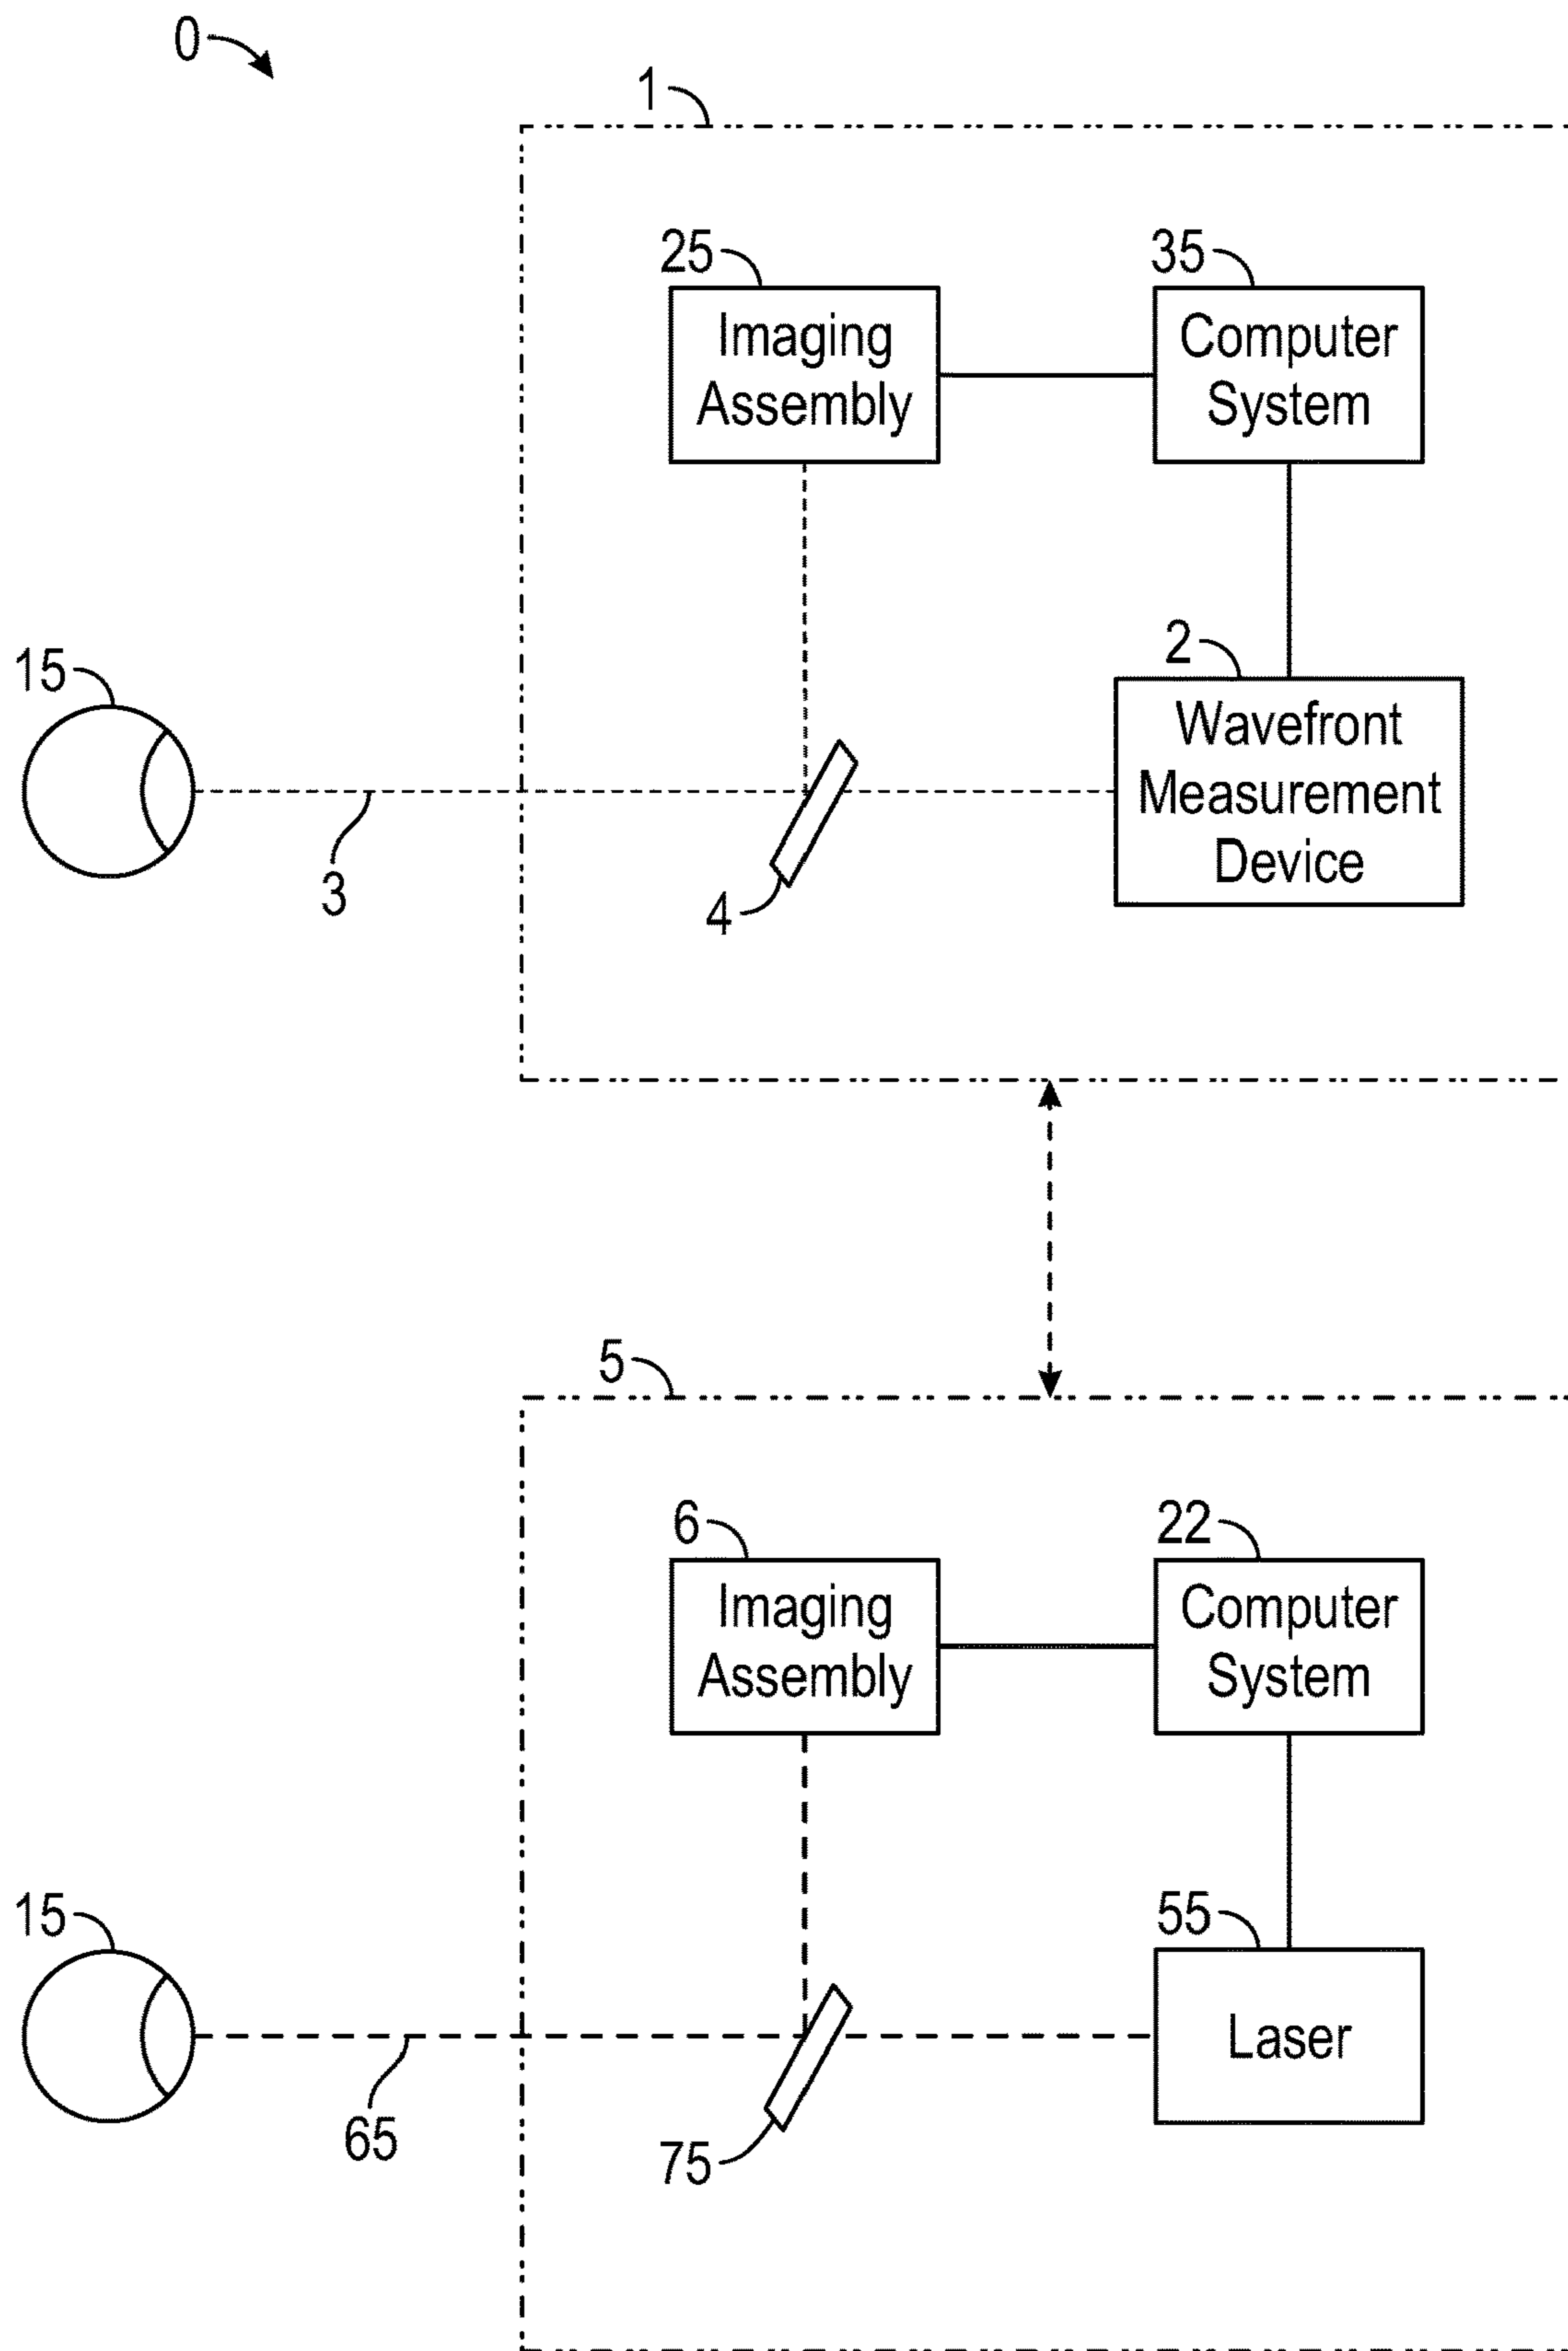 0
1
25
35
Imaging
Assembly
Computer
System
2
15
Wavefront
Measurement
Device
3
4
5
6
22
Imaging
Assembly
Computer
System
15
55
Laser
65
75